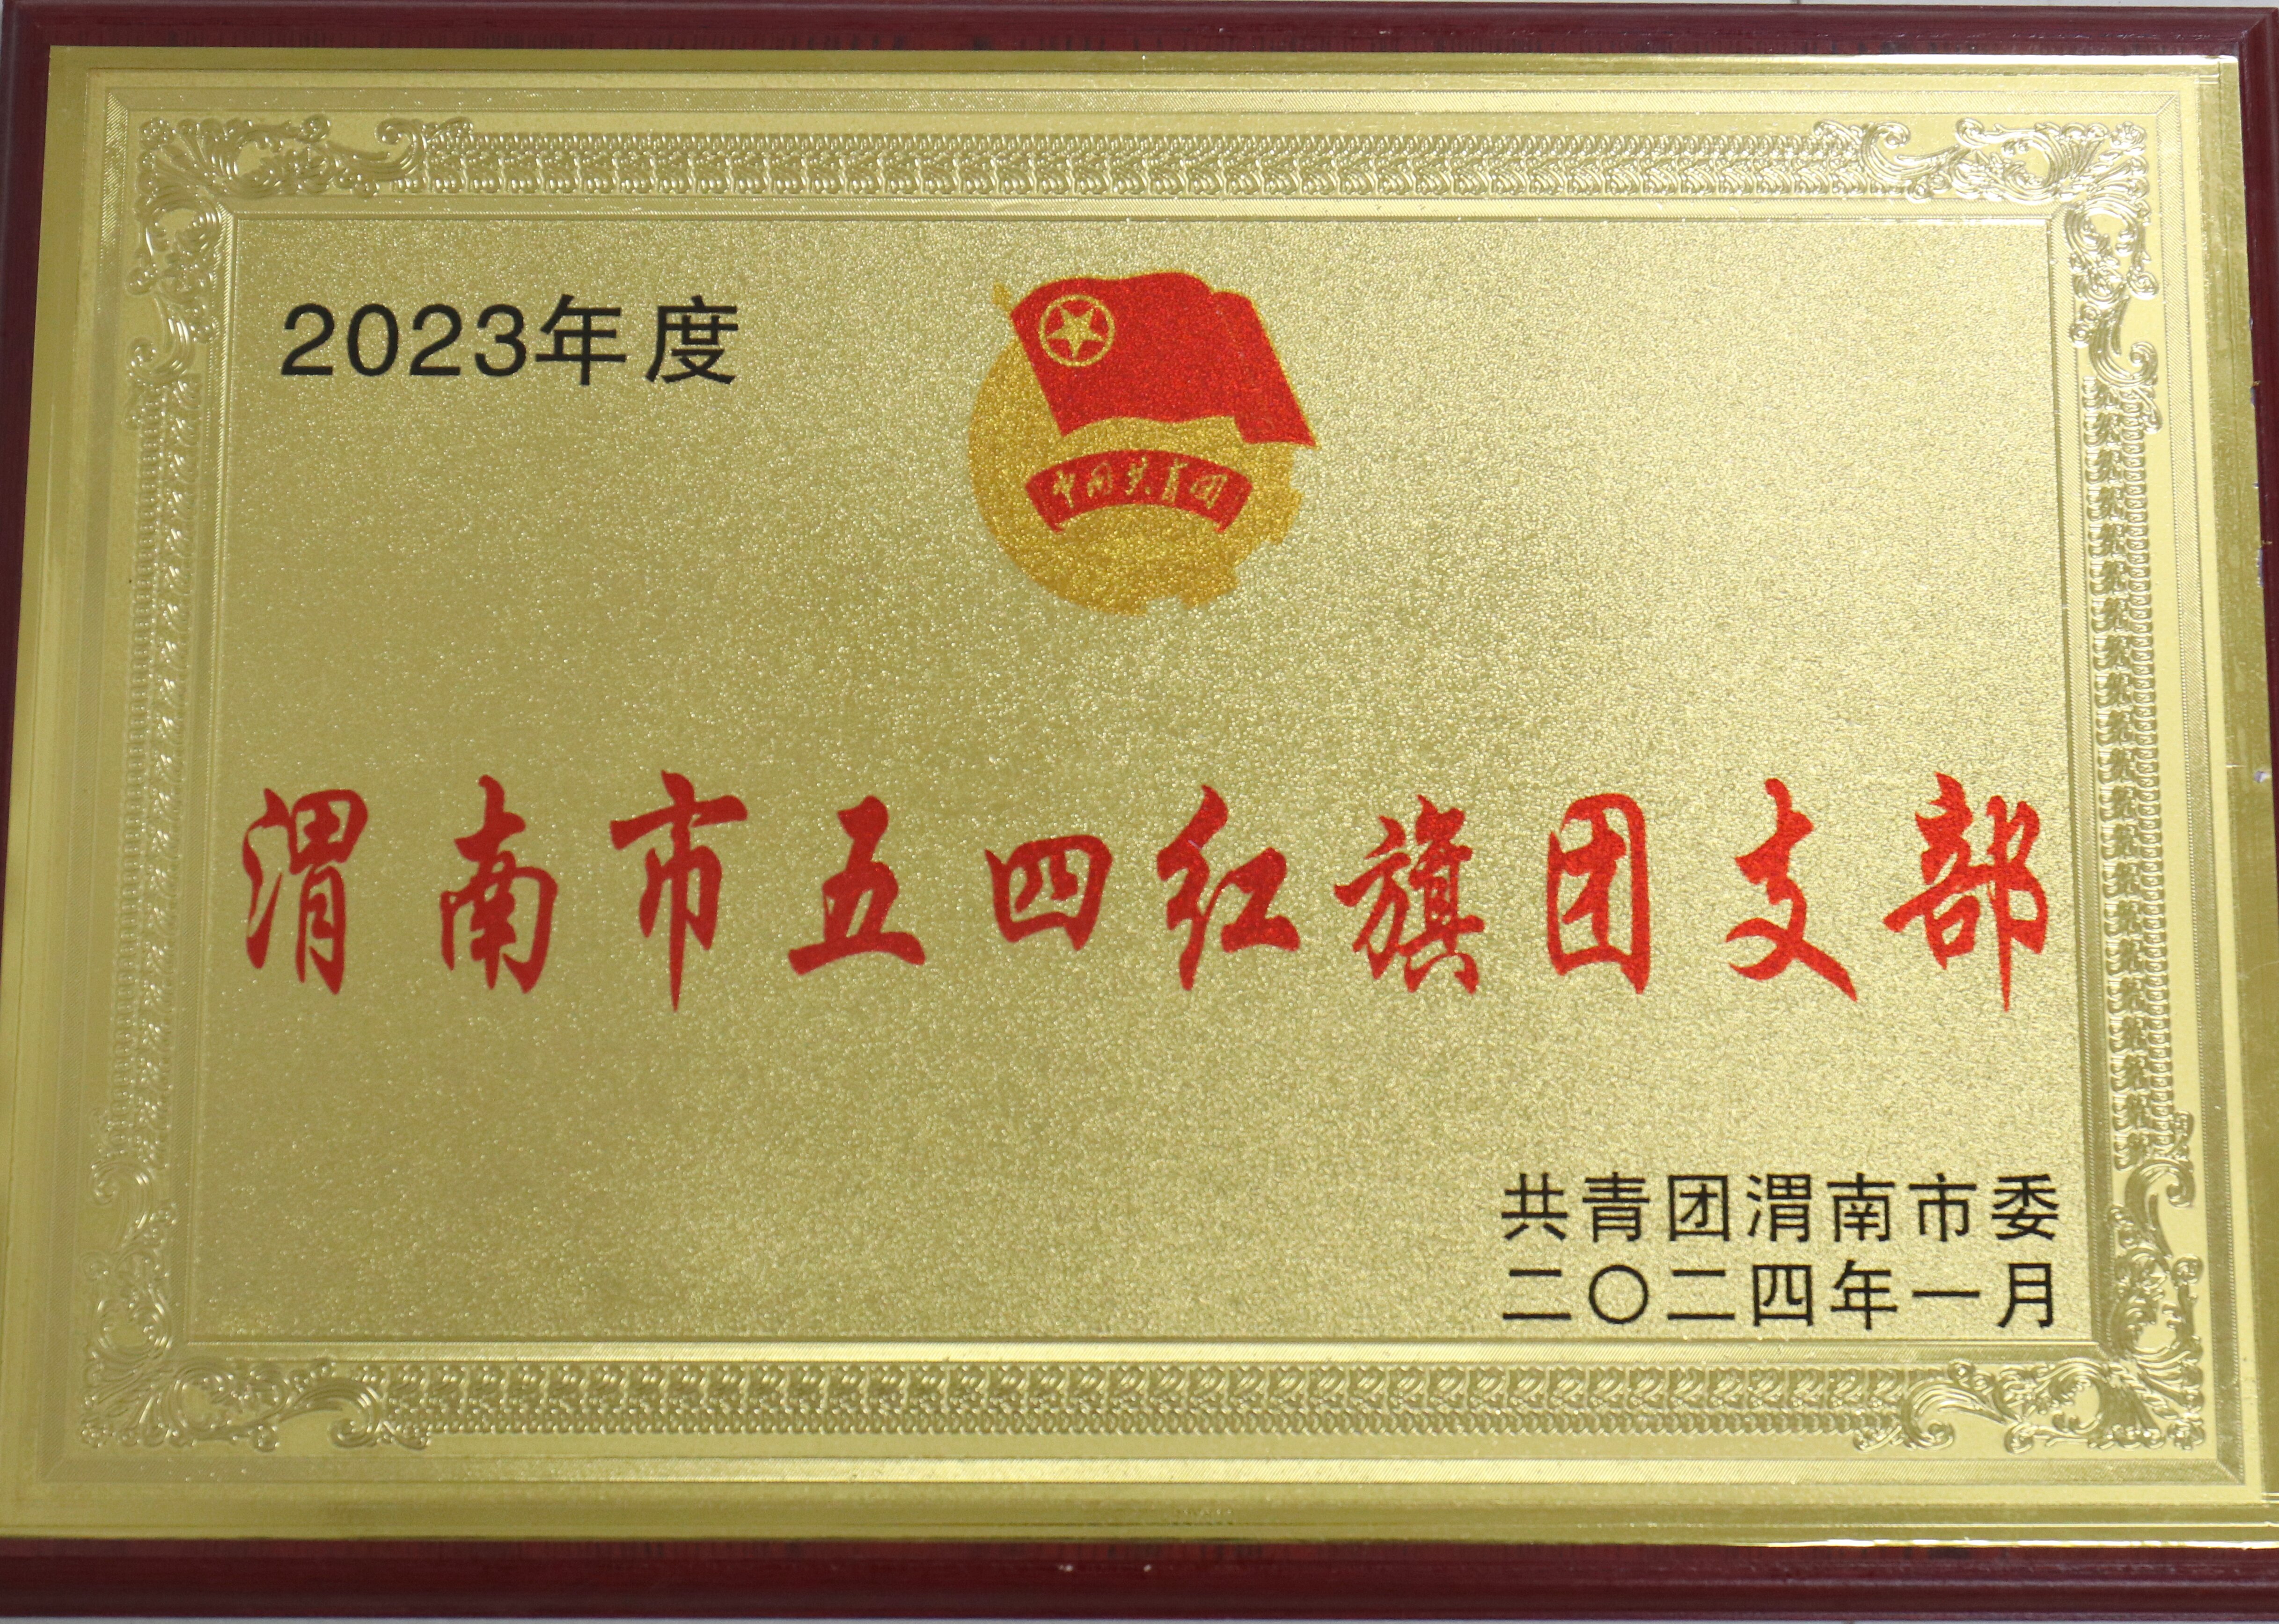 2023年度
中国共青团
渭南市五四红旗团支部
共青团渭南市委
二〇二四年一月